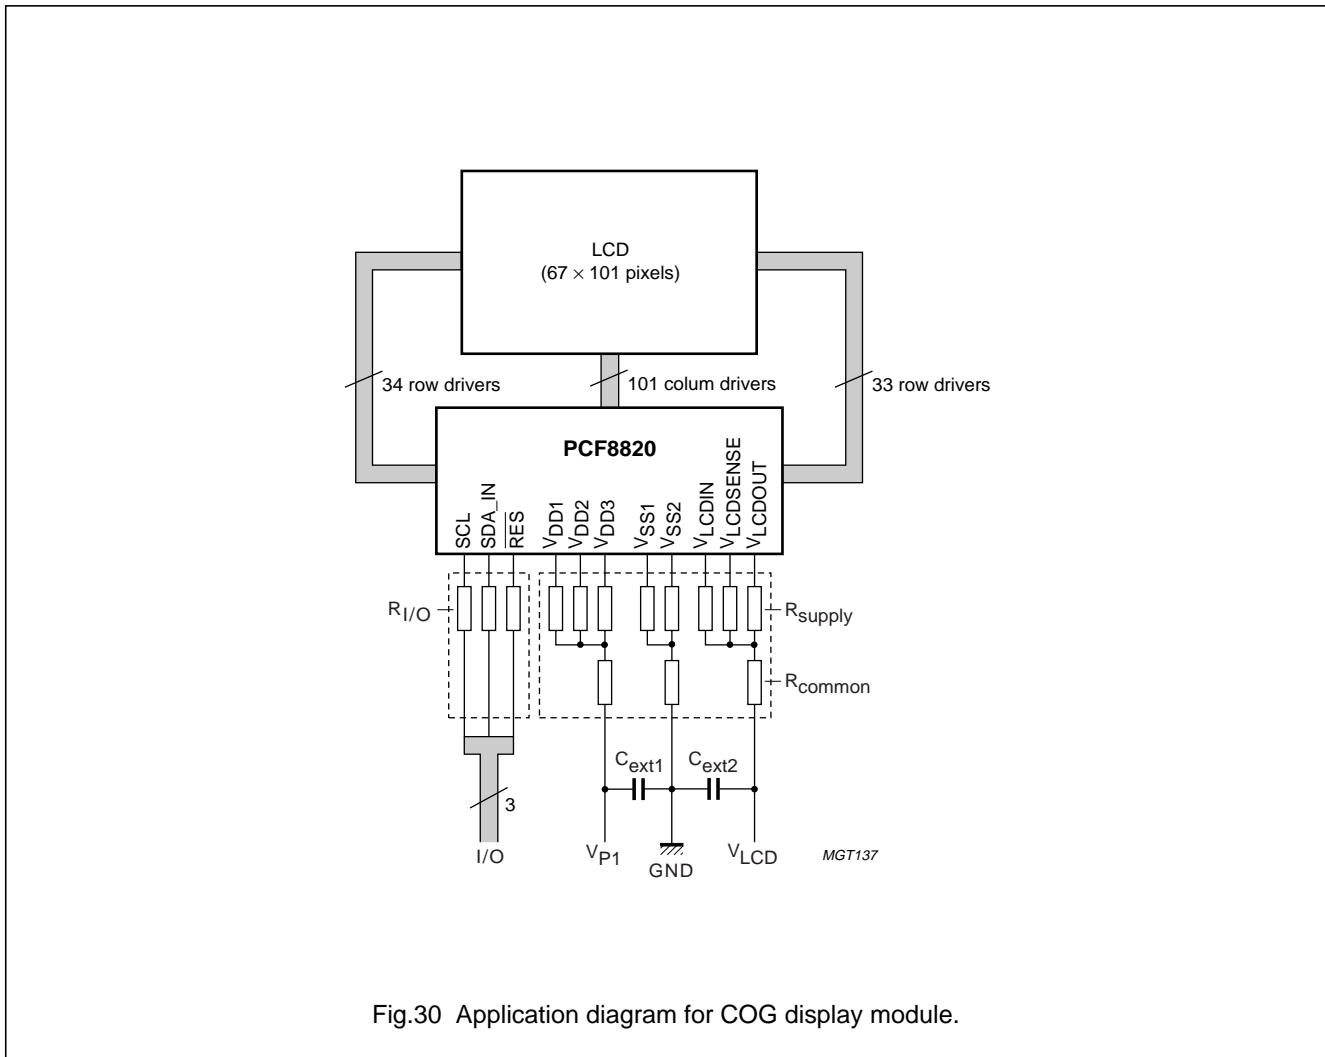 LCD
(67 × 101 pixels)
34 row drivers
101 colum drivers
33 row drivers
PCF8820
SCL
SDA_IN
RES
VDD1
VDD2
VDD3
VSS1
VSS2
VLCDIN
VLCDSENSE
VLCDOUT
RI/O
Rsupply
Rcommon
Cext1
Cext2
3
I/O
VP1
GND
VLCD
MGT137
Fig.30 Application diagram for COG display module.